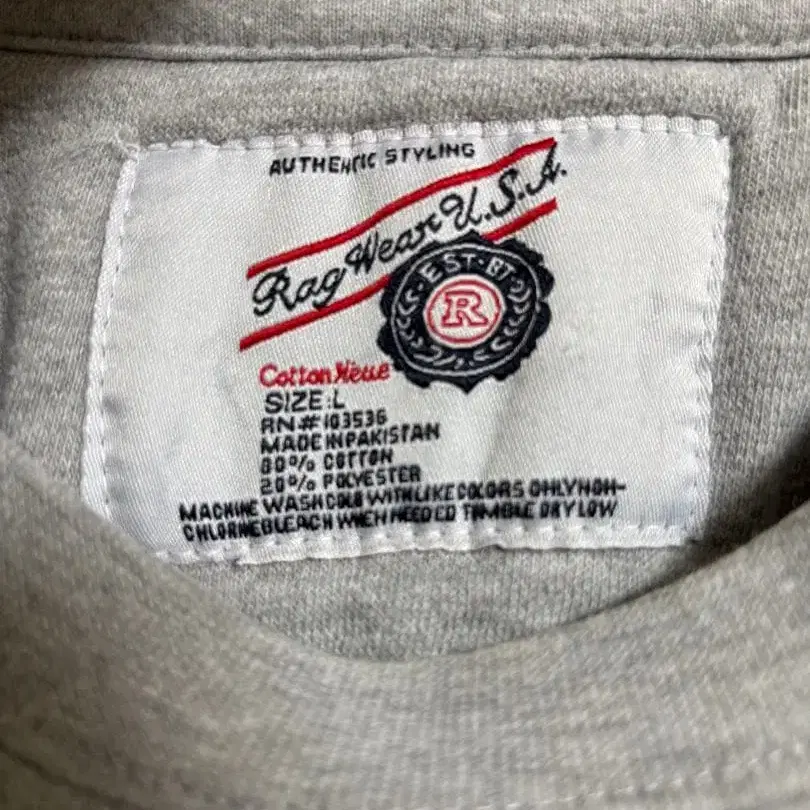 AUTHENTIC STYLING
Rag Wear U.S.A.
EST·87
R
Cotton Neue
SIZE:L
RN#103536
MADE IN PAKISTAN
80% COTTON
20% POLYESTER
MACHINE WASH COLD WITH LIKE COLORS ONLY NON-
CHLORINE BLEACH WHEN NEEDED TUMBLE DRY LOW